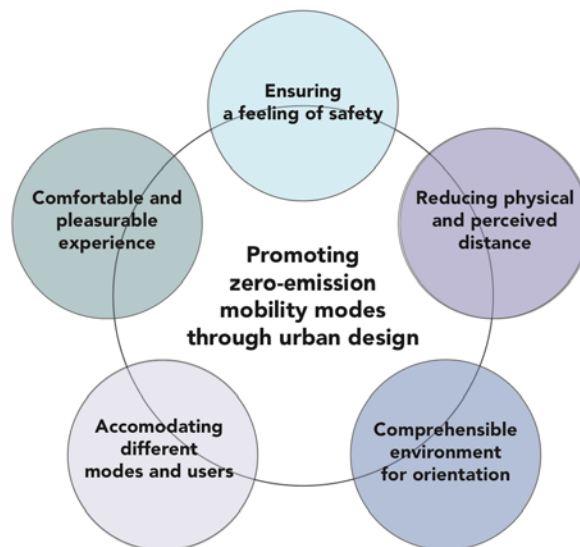 Ensuring
a feeling of safety
Comfortable and
pleasurable
experience
Reducing physical
and perceived
distance
Promoting
zero-emission
mobility modes
through urban design
Accomodating
different
modes and users
Comprehensible
environment
for orientation